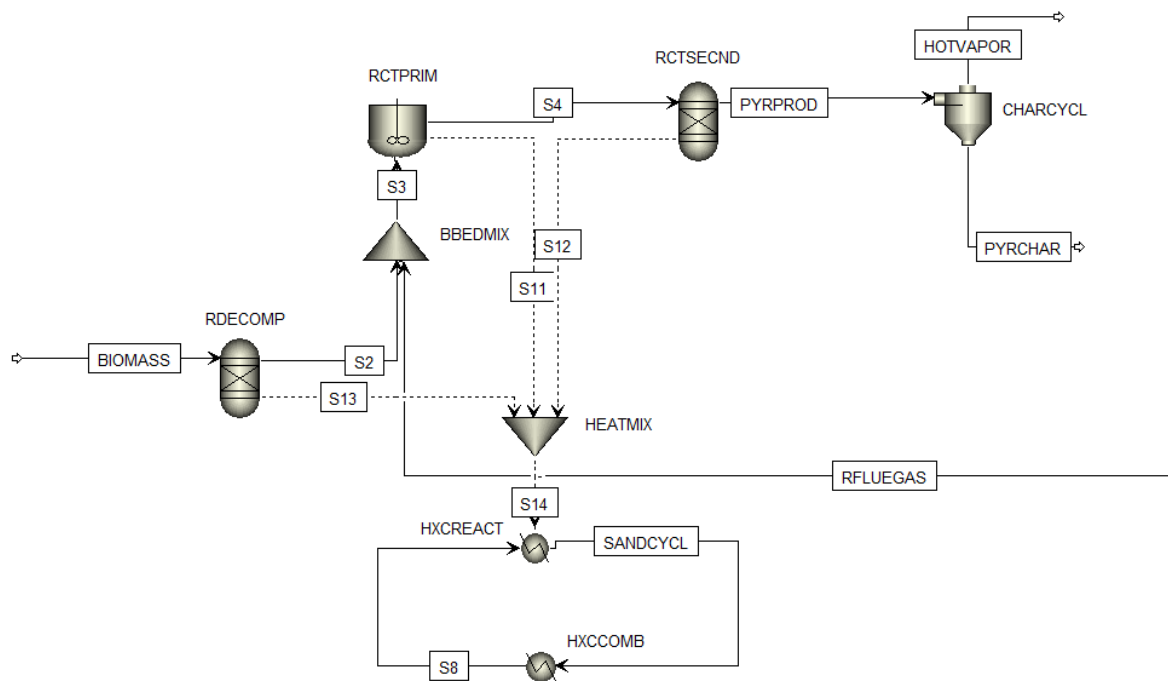 HOTVAPOR
RCTSECND
RCTPRIM
S4
PYRPROD
CHARCYCL
S3
BBEDMIX
S12
PYRCHAR
S11
RDECOMP
BIOMASS
S2
S13
HEATMIX
RFLUEGAS
S14
HXCREACT
SANDCYCL
HXCCOMB
S8